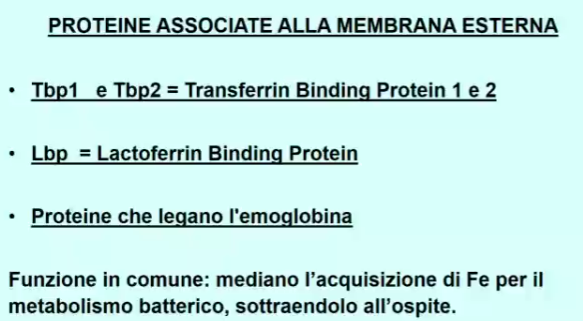 PROTEINE ASSOCIATE ALLA MEMBRANA ESTERNA
• Tbp1 e Tbp2 = Transferrin Binding Protein 1 e 2
• Lbp = Lactoferrin Binding Protein
• Proteine che legano l'emoglobina
Funzione in comune: mediano l'acquisizione di Fe per il
metabolismo batterico, sottraendolo all'ospite.